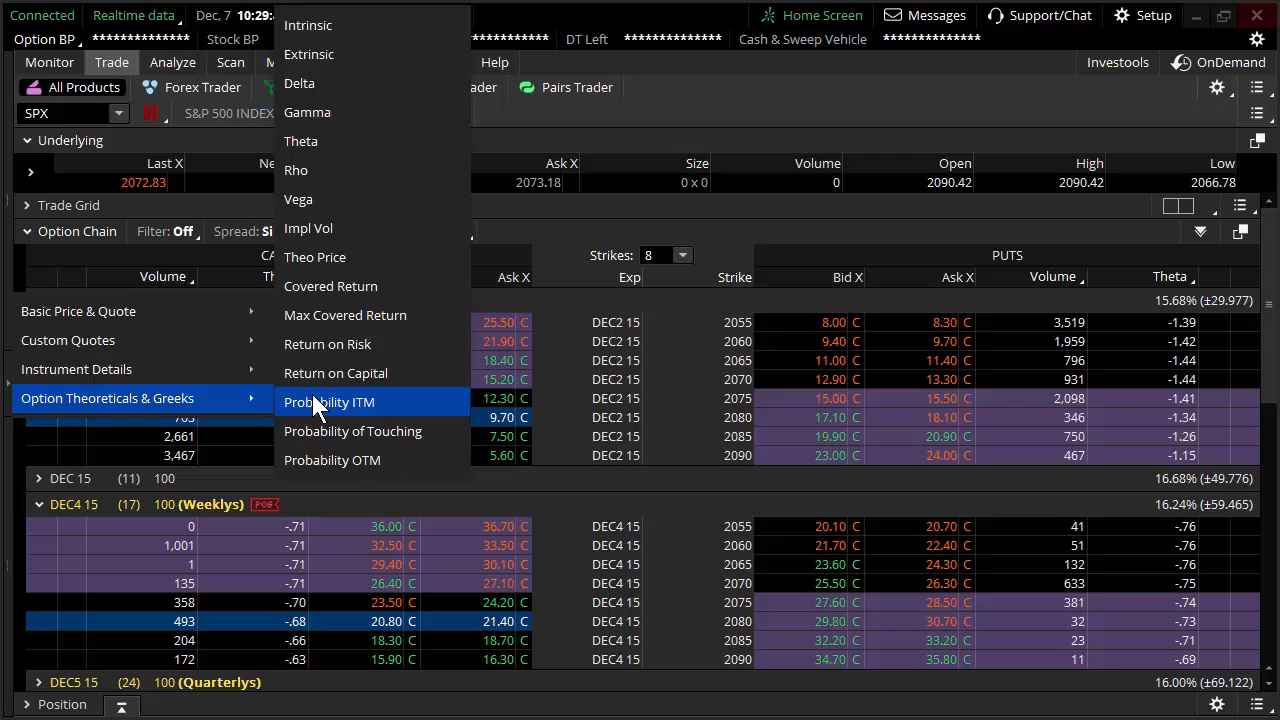 Connected Realtime data Dec, 7 10:29: Home Screen Messages Support/Chat Setup
Option BP ************** Stock BP ********** DT Left ************** Cash & Sweep Vehicle **************
Monitor Trade Analyze Scan M Help Investools OnDemand
All Products Forex Trader ader Pairs Trader
SPX S&P 500 INDEX
Underlying
Last X Ne Ask X Size Volume Open High Low
2072.83 2073.18 0 x 0 0 2090.42 2090.42 2066.78
Trade Grid
Option Chain Filter: Off Spread: Si
CA Strikes: 8 PUTS
Volume Th Ask X Exp Strike Bid X Ask X Volume Theta
15.68% (±29.977)
25.50 C DEC2 15 2055 8.00 C 8.30 C 3,519 -1.39
21.90 C DEC2 15 2060 9.40 C 9.70 C 1,959 -1.42
18.40 C DEC2 15 2065 11.00 C 11.40 C 796 -1.44
15.20 C DEC2 15 2070 12.90 C 13.30 C 931 -1.44
12.30 C DEC2 15 2075 15.00 C 15.50 C 2,098 -1.41
9.70 C DEC2 15 2080 17.10 C 18.10 C 346 -1.34
2,661 7.50 C DEC2 15 2085 19.90 C 20.90 C 750 -1.26
3,467 5.60 C DEC2 15 2090 23.00 C 24.00 C 467 -1.15
Basic Price & Quote
Custom Quotes
Instrument Details
Option Theoreticals & Greeks
Intrinsic
Extrinsic
Delta
Gamma
Theta
Rho
Vega
Impl Vol
Theo Price
Covered Return
Max Covered Return
Return on Risk
Return on Capital
Probability ITM
Probability of Touching
Probability OTM
DEC 15 (11) 100 16.68% (±49.776)
DEC4 15 (17) 100 (Weeklys) POS 16.24% (±59.465)
0 -.71 36.00 C 36.70 C DEC4 15 2055 20.10 C 20.70 C 41 -.76
1,001 -.71 32.50 C 33.50 C DEC4 15 2060 21.70 C 22.40 C 51 -.76
1 -.71 29.40 C 30.10 C DEC4 15 2065 23.60 C 24.30 C 132 -.76
135 -.71 26.40 C 27.10 C DEC4 15 2070 25.50 C 26.30 C 633 -.75
358 -.70 23.50 C 24.20 C DEC4 15 2075 27.60 C 28.50 C 381 -.74
493 -.68 20.80 C 21.40 C DEC4 15 2080 29.80 C 30.70 C 32 -.73
204 -.66 18.30 C 18.70 C DEC4 15 2085 32.20 C 33.20 C 23 -.71
172 -.63 15.90 C 16.30 C DEC4 15 2090 34.70 C 35.80 C 11 -.69
DEC5 15 (24) 100 (Quarterlys) 16.00% (±69.122)
Position